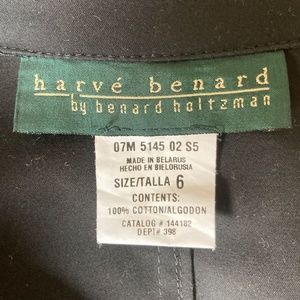 harvé benard
by benard holtzman
07M 5145 02 S5
MADE IN BELARUS
HECHO EN BIELORUSIA
SIZE/TALLA 6
CONTENTS:
100% COTTON/ALGODON
CATALOG # 144182
DEPT# 398